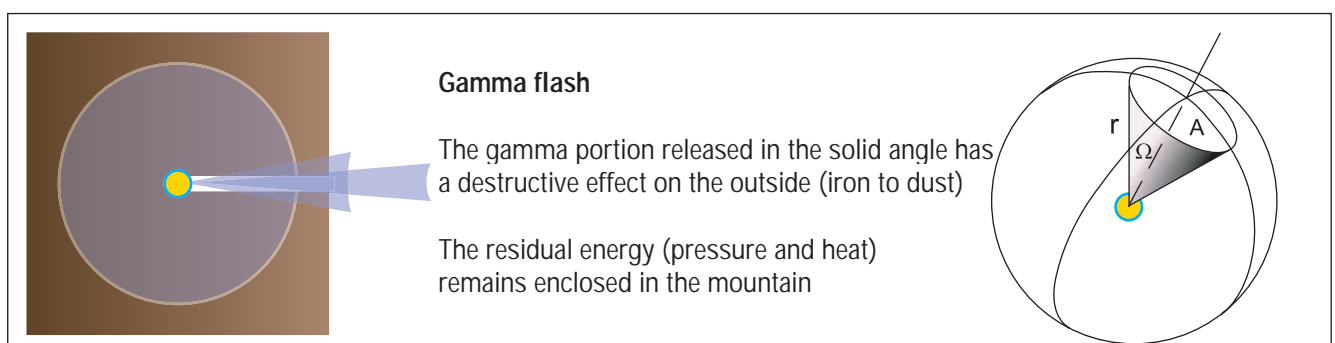 Gamma flash
The gamma portion released in the solid angle has
a destructive effect on the outside (iron to dust)
The residual energy (pressure and heat)
remains enclosed in the mountain
r
A
Ω